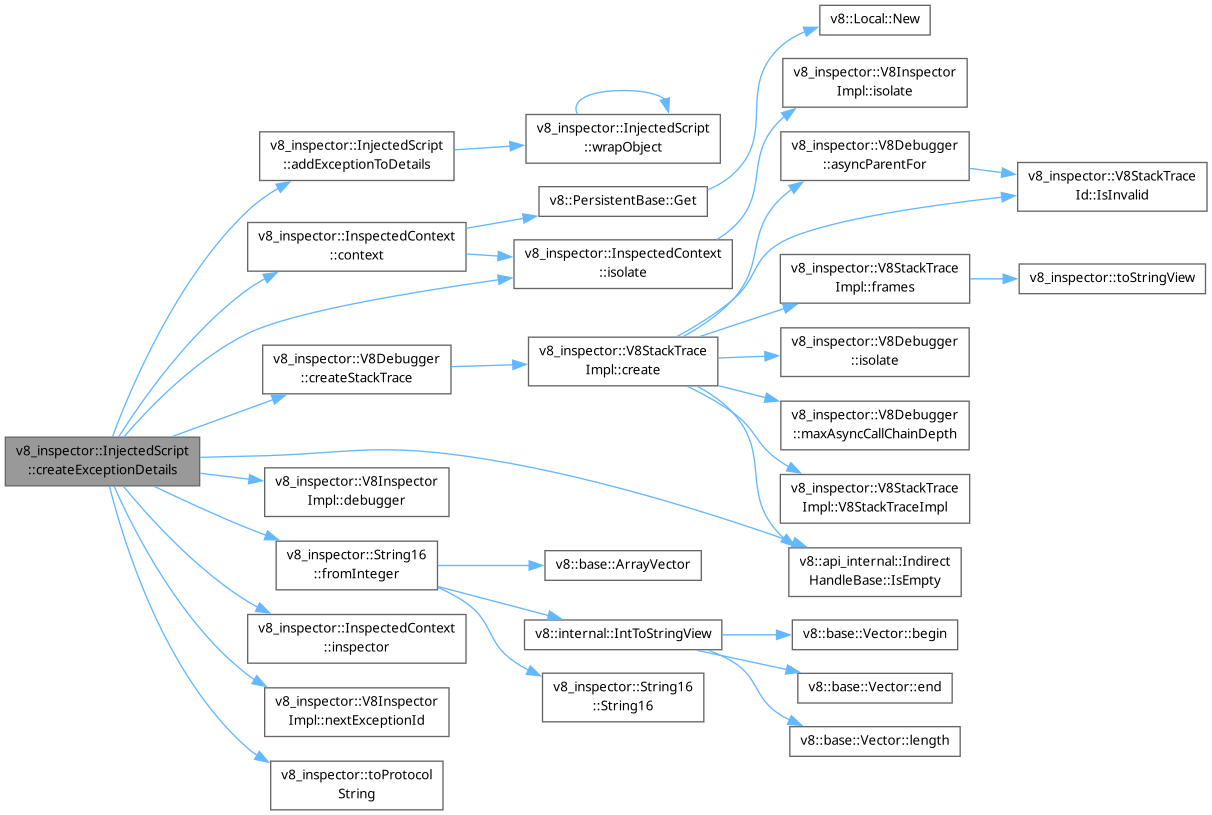 v8::Local::New
v8_inspector::V8Inspector
Impl::isolate
v8_inspector::InjectedScript
::wrapObject
v8_inspector::InjectedScript
::addExceptionToDetails
v8_inspector::V8Debugger
::asyncParentFor
v8_inspector::V8StackTrace
Id::IsInvalid
v8::PersistentBase::Get
v8_inspector::InspectedContext
::context
v8_inspector::InspectedContext
::isolate
v8_inspector::V8StackTrace
Impl::frames
v8_inspector::toStringView
v8_inspector::V8Debugger
::isolate
v8_inspector::V8Debugger
::createStackTrace
v8_inspector::V8StackTrace
Impl::create
v8_inspector::V8Debugger
::maxAsyncCallChainDepth
v8_inspector::InjectedScript
::createExceptionDetails
v8_inspector::V8Inspector
Impl::debugger
v8_inspector::V8StackTrace
Impl::V8StackTraceImpl
v8_inspector::String16
::fromInteger
v8::base::ArrayVector
v8::api_internal::Indirect
HandleBase::IsEmpty
v8_inspector::InspectedContext
::inspector
v8::internal::IntToStringView
v8::base::Vector::begin
v8_inspector::V8Inspector
Impl::nextExceptionId
v8_inspector::String16
::String16
v8::base::Vector::end
v8::base::Vector::length
v8_inspector::toProtocol
String